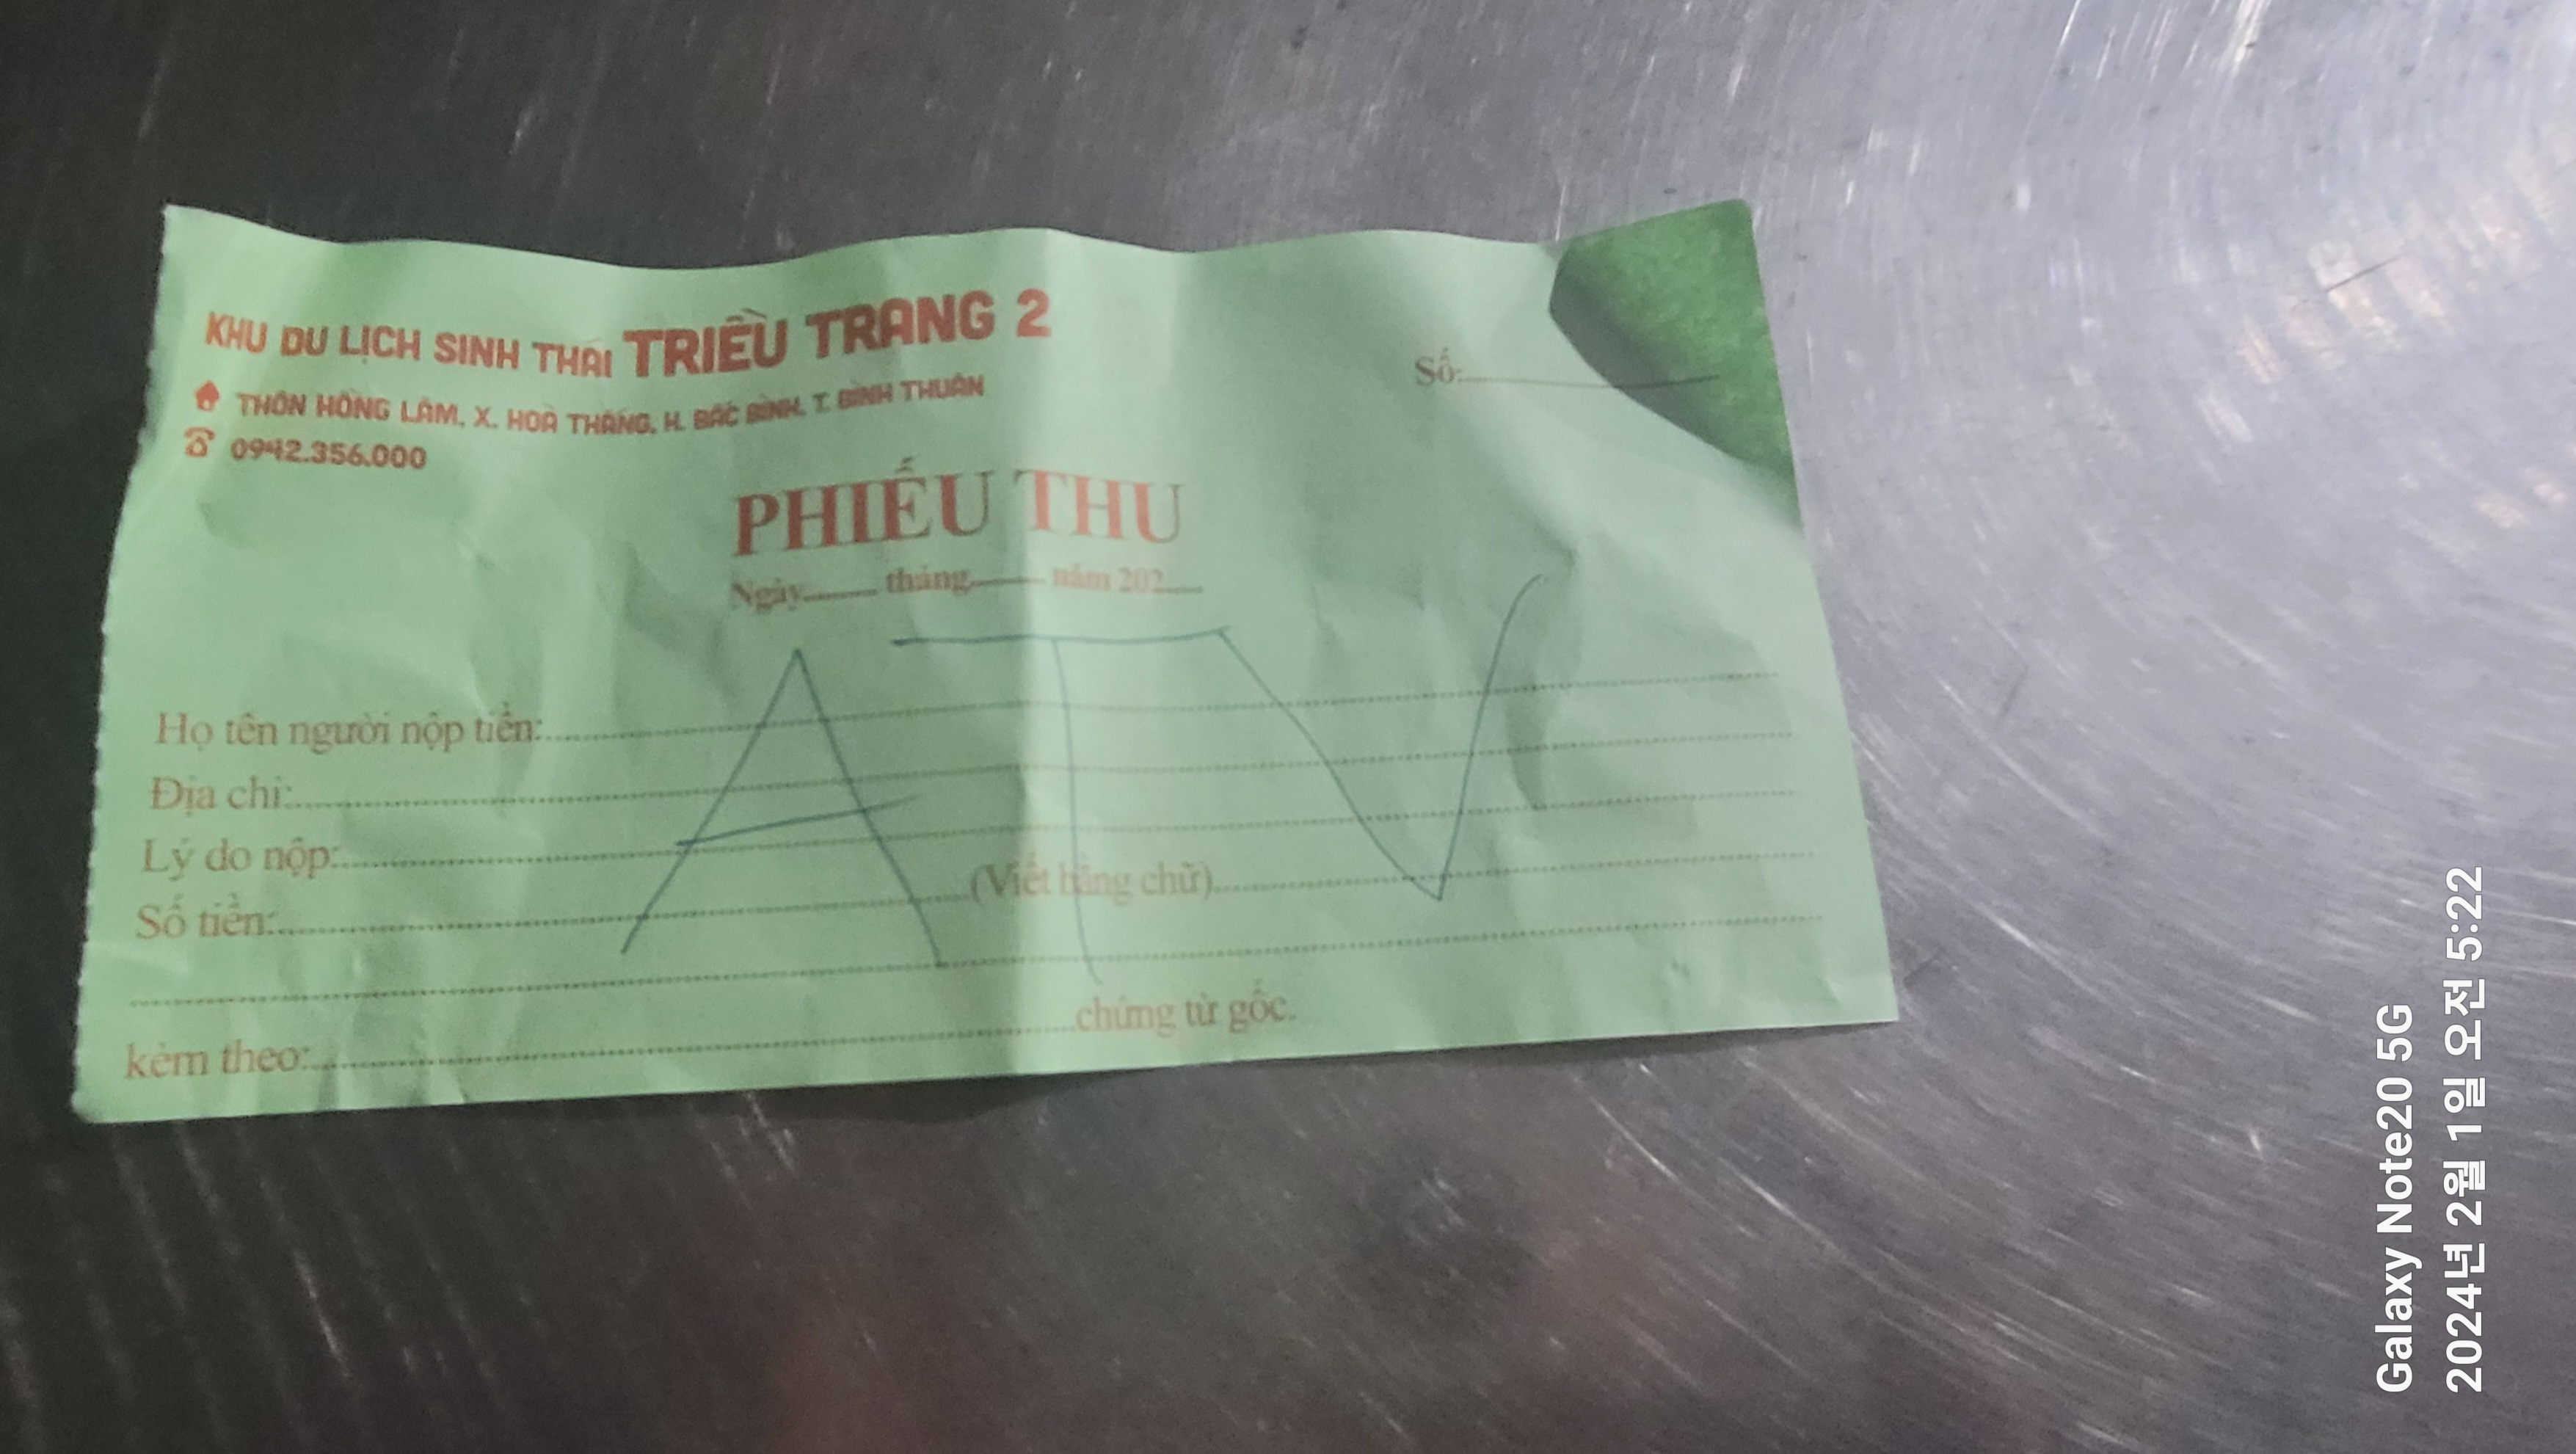 KHU DU LỊCH SINH THÁI TRIỀU TRANG 2
THÔN HỒNG LÂM, X. HOÀ THẮNG, H. BẮC BÌNH, T. BÌNH THUẬN
0942.356.000
Số:
PHIẾU THU
Ngày tháng năm 202
ATV
Họ tên người nộp tiền:
Địa chỉ:
Lý do nộp:
Số tiền: (Viết bằng chữ)
kèm theo: chứng từ gốc.
Galaxy Note20 5G
2024년 2월 1일 오전 5:22